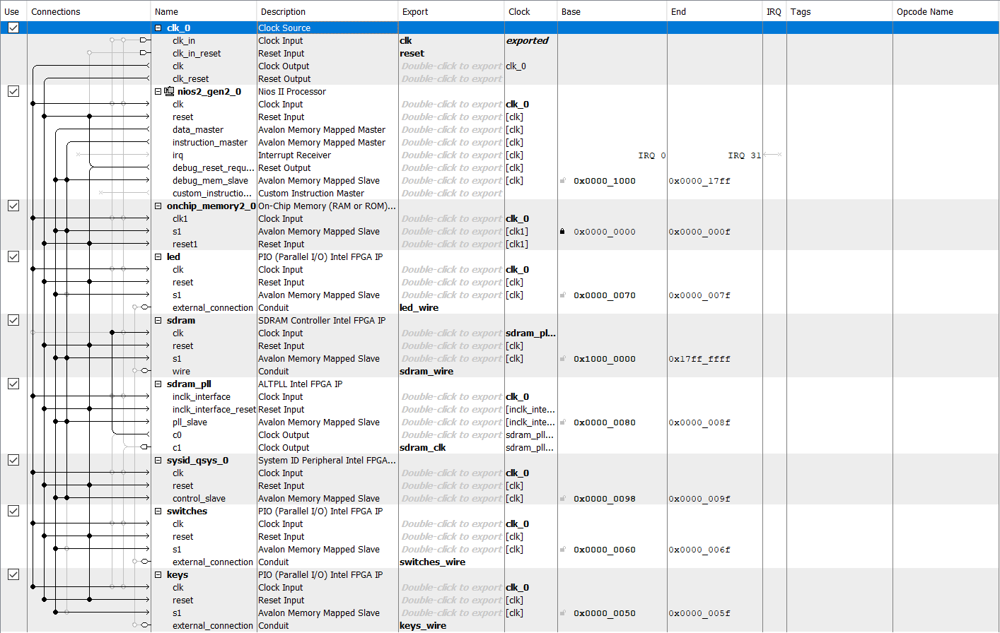 Use Connections Name Description Export Clock Base End IRQ Tags Opcode Name
clk_0 Clock Source
clk_in Clock Input clk exported
clk_in_reset Reset Input reset
clk Clock Output Double-click to export clk_0
clk_reset Reset Output Double-click to export
nios2_gen2_0 Nios II Processor
clk Clock Input Double-click to export clk_0
reset Reset Input Double-click to export [clk]
data_master Avalon Memory Mapped Master Double-click to export [clk]
instruction_master Avalon Memory Mapped Master Double-click to export [clk]
irq Interrupt Receiver Double-click to export [clk] IRQ 0 IRQ 31
debug_reset_requ... Reset Output Double-click to export [clk]
debug_mem_slave Avalon Memory Mapped Slave Double-click to export [clk] 0x0000_1000 0x0000_17ff
custom_instructio... Custom Instruction Master Double-click to export
onchip_memory2_0 On-Chip Memory (RAM or ROM)...
clk1 Clock Input Double-click to export clk_0
s1 Avalon Memory Mapped Slave Double-click to export [clk1] 0x0000_0000 0x0000_000f
reset1 Reset Input Double-click to export [clk1]
led PIO (Parallel I/O) Intel FPGA IP
clk Clock Input Double-click to export clk_0
reset Reset Input Double-click to export [clk]
s1 Avalon Memory Mapped Slave Double-click to export [clk] 0x0000_0070 0x0000_007f
external_connection Conduit led_wire
sdram SDRAM Controller Intel FPGA IP
clk Clock Input Double-click to export sdram_pl...
reset Reset Input Double-click to export [clk]
s1 Avalon Memory Mapped Slave Double-click to export [clk] 0x1000_0000 0x17ff_ffff
wire Conduit sdram_wire
sdram_pll ALTPLL Intel FPGA IP
inclk_interface Clock Input Double-click to export clk_0
inclk_interface_reset Reset Input Double-click to export [inclk_inte...
pll_slave Avalon Memory Mapped Slave Double-click to export [inclk_inte... 0x0000_0080 0x0000_008f
c0 Clock Output Double-click to export sdram_pll...
c1 Clock Output sdram_clk sdram_pll...
sysid_qsys_0 System ID Peripheral Intel FPGA...
clk Clock Input Double-click to export clk_0
reset Reset Input Double-click to export [clk]
control_slave Avalon Memory Mapped Slave Double-click to export [clk] 0x0000_0098 0x0000_009f
switches PIO (Parallel I/O) Intel FPGA IP
clk Clock Input Double-click to export clk_0
reset Reset Input Double-click to export [clk]
s1 Avalon Memory Mapped Slave Double-click to export [clk] 0x0000_0060 0x0000_006f
external_connection Conduit switches_wire
keys PIO (Parallel I/O) Intel FPGA IP
clk Clock Input Double-click to export clk_0
reset Reset Input Double-click to export [clk]
s1 Avalon Memory Mapped Slave Double-click to export [clk] 0x0000_0050 0x0000_005f
external_connection Conduit keys_wire